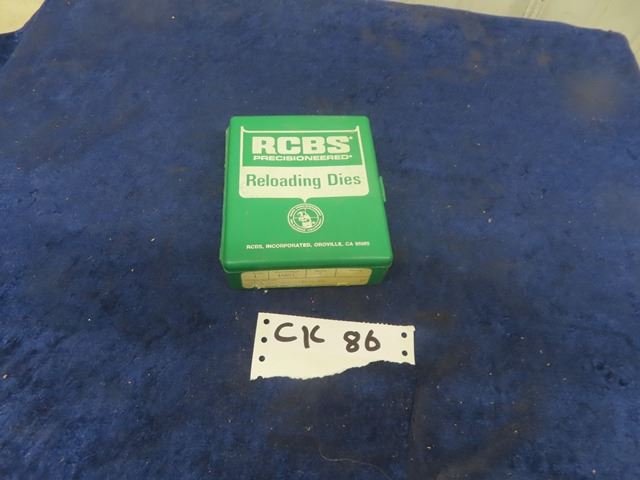 RCBS®
PRECISIONEERED®
Reloading Dies
RCBS, INCORPORATED, OROVILLE, CA 95965
CK 86